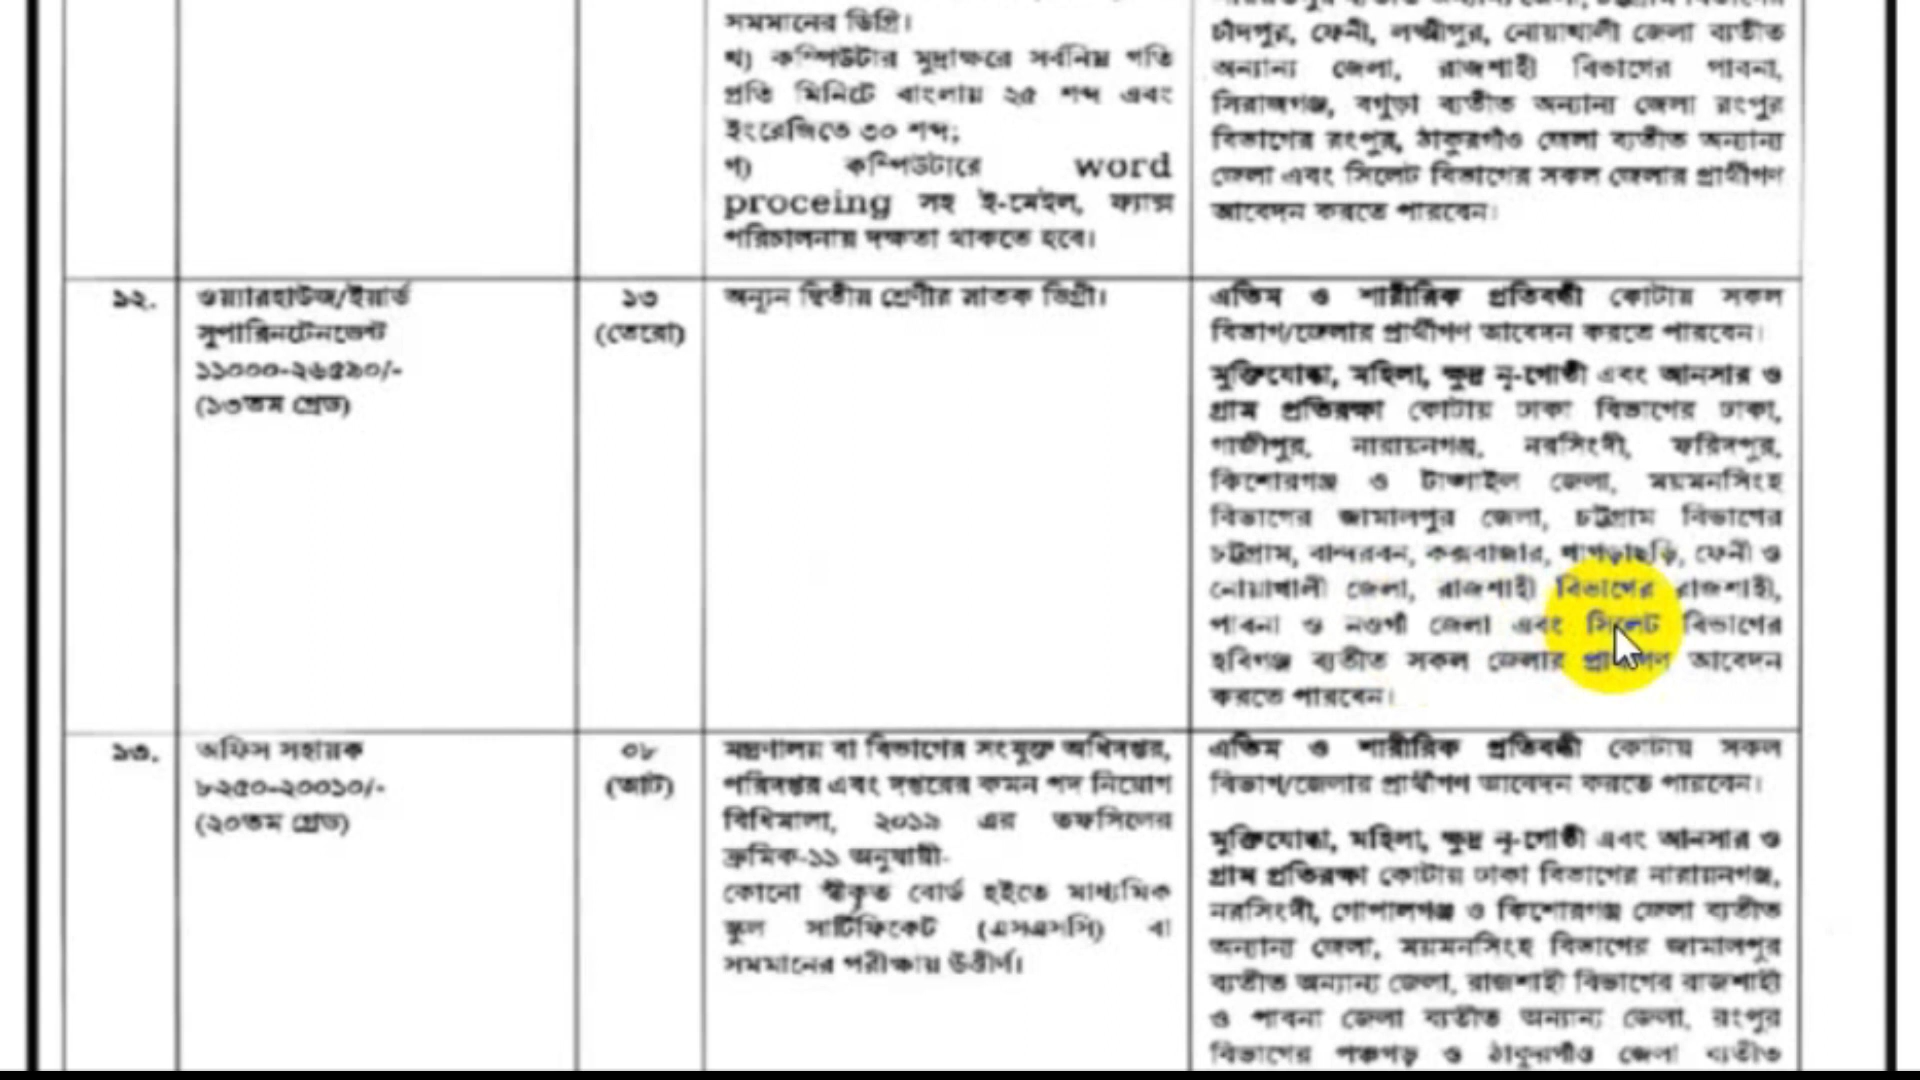 সমমানের ডিগ্রি।
খ) কম্পিউটার মুদ্রাক্ষরে সর্বনিম্ন গতি
প্রতি মিনিটে বাংলায় ২৫ শব্দ এবং
ইংরেজিতে ৩০ শব্দ;
গ) কম্পিউটারে word
proceing সহ ই-মেইল, ফ্যাক্স
পরিচালনায় দক্ষতা থাকতে হবে।
চাঁদপুর, ফেনী, লক্ষ্মীপুর, নোয়াখালী জেলা ব্যতীত
অন্যান্য জেলা, রাজশাহী বিভাগের পাবনা,
সিরাজগঞ্জ, বগুড়া ব্যতীত অন্যান্য জেলা রংপুর
বিভাগের রংপুর, ঠাকুরগাঁও জেলা ব্যতীত অন্যান্য
জেলা এবং সিলেট বিভাগের সকল জেলার প্রার্থীগণ
আবেদন করতে পারবেন।
১২.
ওয়্যারহাউজ/ইয়ার্ড
সুপারিনটেনডেন্ট
১১০০০-২৬৫৯০/-
(১৩তম গ্রেড)
১৩
(তেরো)
অন্যূন দ্বিতীয় শ্রেণীর স্নাতক ডিগ্রী।
এতিম ও শারীরিক প্রতিবন্ধী কোটায় সকল
বিভাগ/জেলার প্রার্থীগণ আবেদন করতে পারবেন।
মুক্তিযোদ্ধা, মহিলা, ক্ষুদ্র নৃ-গোষ্ঠী এবং আনসার ও
গ্রাম প্রতিরক্ষা কোটায় ঢাকা বিভাগের ঢাকা,
গাজীপুর, নারায়নগঞ্জ, নরসিংদী, ফরিদপুর,
কিশোরগঞ্জ ও টাঙ্গাইল জেলা, ময়মনসিংহ
বিভাগের জামালপুর জেলা, চট্টগ্রাম বিভাগের
চট্টগ্রাম, বান্দরবন, কক্সবাজার, খাগড়াছড়ি, ফেনী ও
নোয়াখালী জেলা, রাজশাহী বিভাগের রাজশাহী,
পাবনা ও নওগাঁ জেলা এবং সিলেট বিভাগের
হবিগঞ্জ ব্যতীত সকল জেলার প্রার্থীগণ আবেদন
করতে পারবেন।
১৩.
অফিস সহায়ক
৮২৫০-২০০১০/-
(২০তম গ্রেড)
০৮
(আট)
মন্ত্রণালয় বা বিভাগের সংযুক্ত অধিদপ্তর,
পরিদপ্তর এবং দপ্তরের কমন পদ নিয়োগ
বিধিমালা, ২০১৯ এর তফসিলের
ক্রমিক-১১ অনুযায়ী-
কোনো স্বীকৃত বোর্ড হইতে মাধ্যমিক
স্কুল সার্টিফিকেট (এসএসসি) বা
সমমানের পরীক্ষায় উত্তীর্ণ।
এতিম ও শারীরিক প্রতিবন্ধী কোটায় সকল
বিভাগ/জেলার প্রার্থীগণ আবেদন করতে পারবেন।
মুক্তিযোদ্ধা, মহিলা, ক্ষুদ্র নৃ-গোষ্ঠী এবং আনসার ও
গ্রাম প্রতিরক্ষা কোটায় ঢাকা বিভাগের নারায়নগঞ্জ,
নরসিংদী, গোপালগঞ্জ ও কিশোরগঞ্জ জেলা ব্যতীত
অন্যান্য জেলা, ময়মনসিংহ বিভাগের জামালপুর
ব্যতীত অন্যান্য জেলা, রাজশাহী বিভাগের রাজশাহী
ও পাবনা জেলা ব্যতীত অন্যান্য জেলা, রংপুর
বিভাগের পঞ্চগড় ও ঠাকুরগাঁও জেলা ব্যতীত